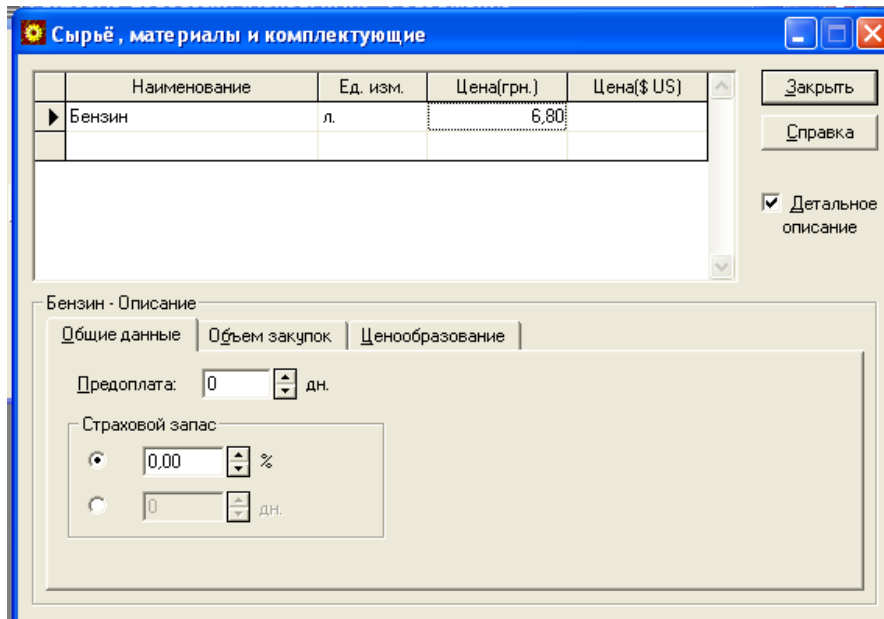 Сырьё , материалы и комплектующие
Наименование Ед. изм. Цена(грн.) Цена($ US)
Бензин л. 6,80
Закрыть
Справка
Детальное
описание
Бензин - Описание
Общие данные Объем закупок Ценообразование
Предоплата: 0 дн.
Страховой запас
0,00 %
0 дн.